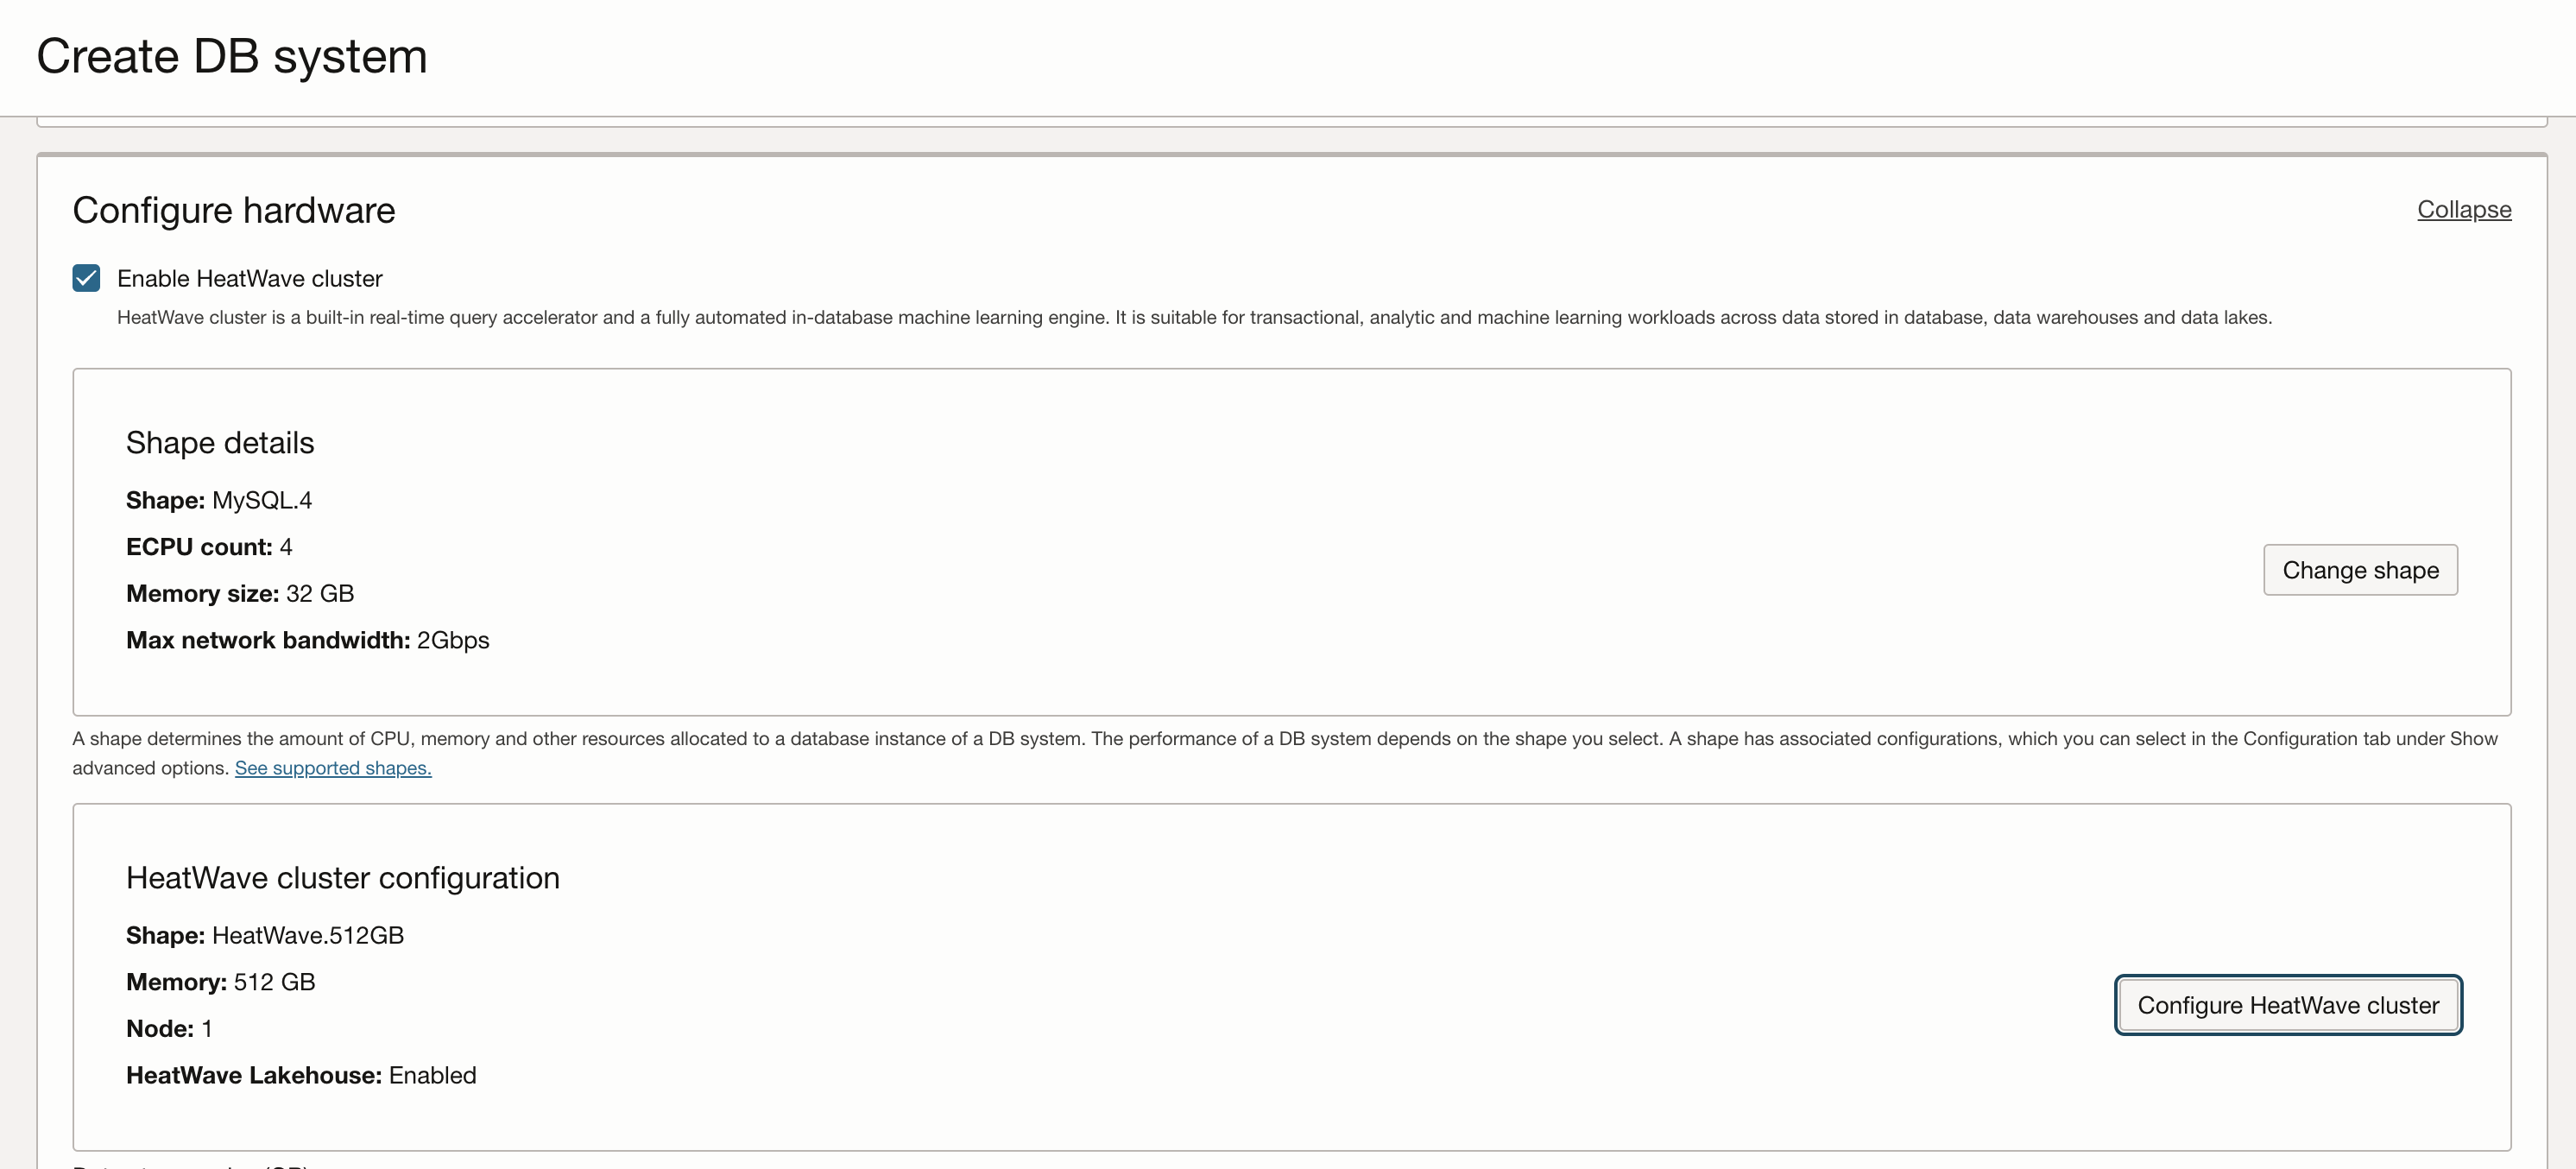 Create DB system
Configure hardware
Collapse
Enable HeatWave cluster
HeatWave cluster is a built-in real-time query accelerator and a fully automated in-database machine learning engine. It is suitable for transactional, analytic and machine learning workloads across data stored in database, data warehouses and data lakes.
Shape details
Shape: MySQL.4
ECPU count: 4
Memory size: 32 GB
Max network bandwidth: 2Gbps
Change shape
A shape determines the amount of CPU, memory and other resources allocated to a database instance of a DB system. The performance of a DB system depends on the shape you select. A shape has associated configurations, which you can select in the Configuration tab under Show
advanced options. See supported shapes.
HeatWave cluster configuration
Shape: HeatWave.512GB
Memory: 512 GB
Node: 1
HeatWave Lakehouse: Enabled
Configure HeatWave cluster